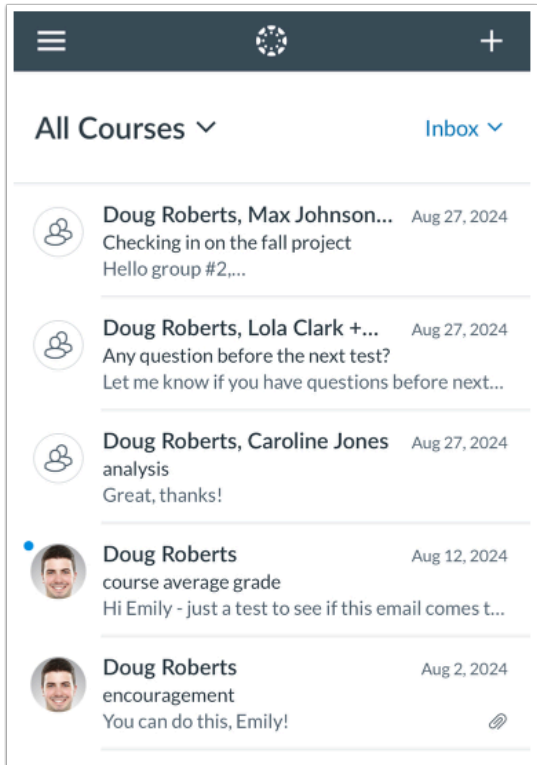 All Courses
Inbox
Doug Roberts, Max Johnson... Aug 27, 2024
Checking in on the fall project
Hello group #2,...
Doug Roberts, Lola Clark +... Aug 27, 2024
Any question before the next test?
Let me know if you have questions before next...
Doug Roberts, Caroline Jones Aug 27, 2024
analysis
Great, thanks!
Doug Roberts Aug 12, 2024
course average grade
Hi Emily - just a test to see if this email comes t...
Doug Roberts Aug 2, 2024
encouragement
You can do this, Emily!